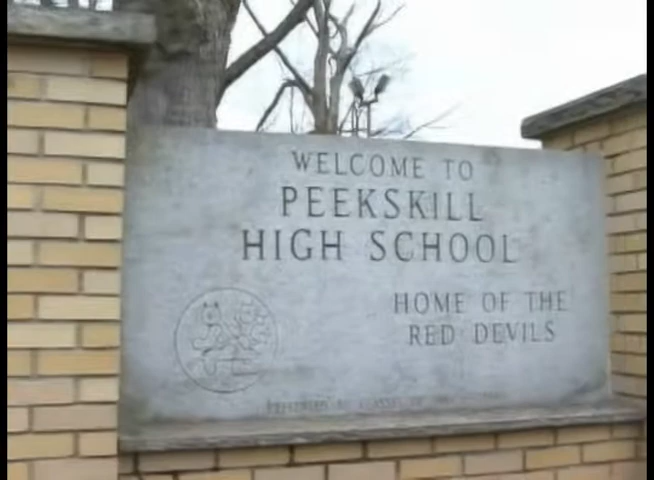 WELCOME TO
PEEKSKILL
HIGH SCHOOL
HOME OF THE
RED DEVILS